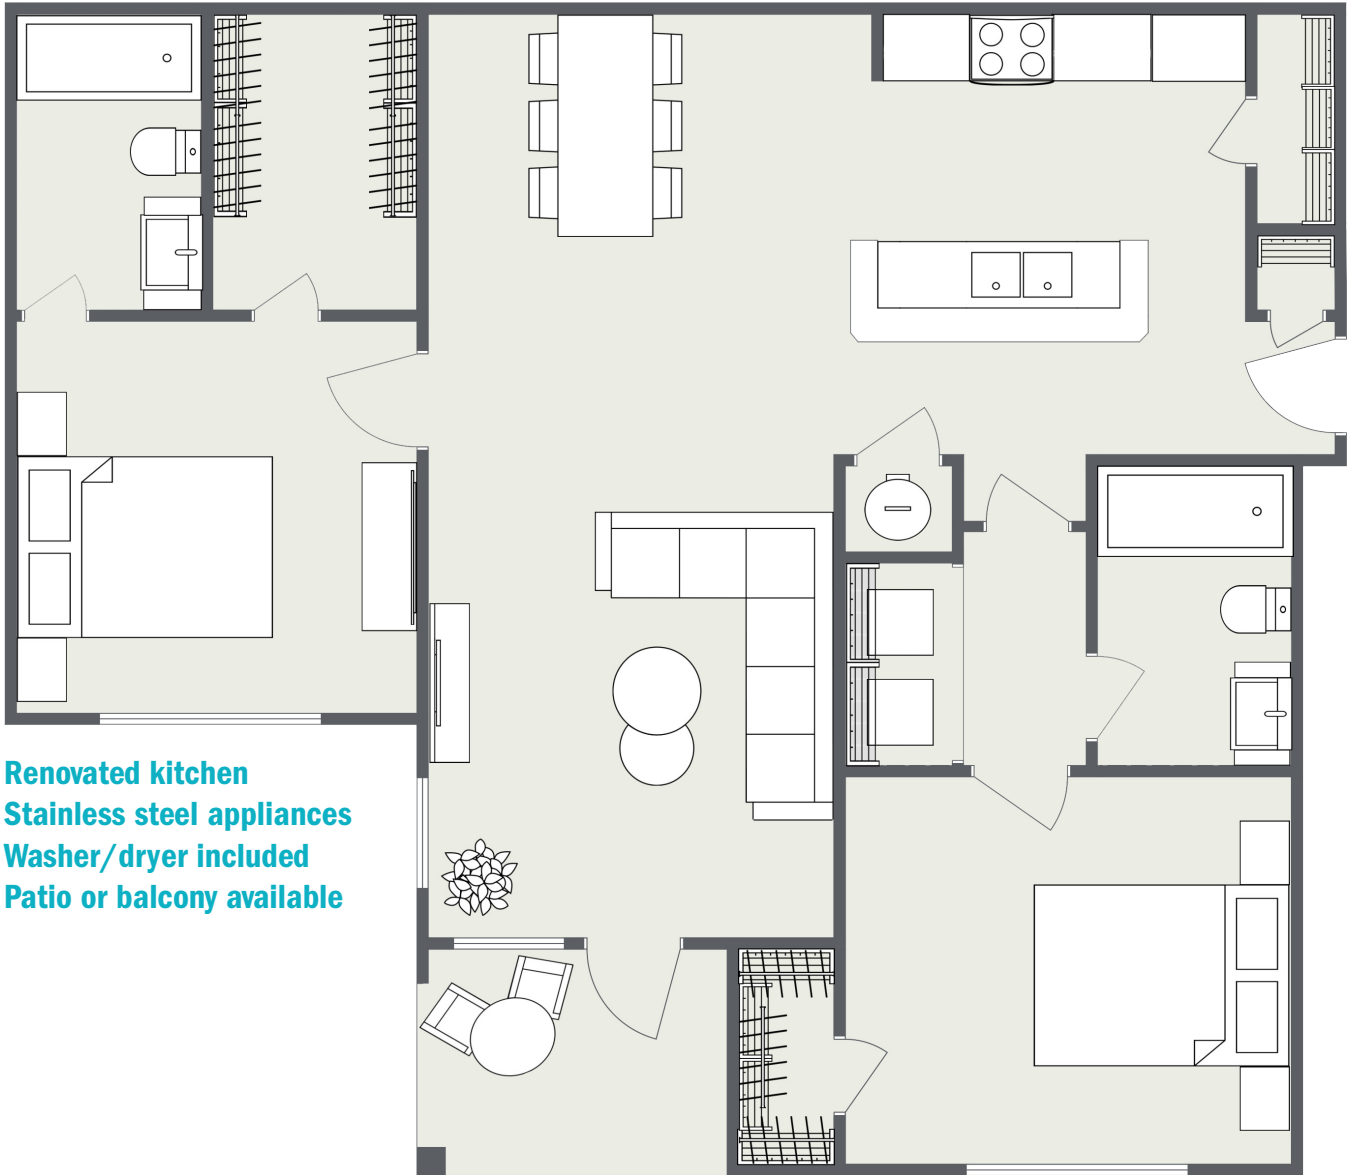 Renovated kitchen
Stainless steel appliances
Washer/dryer included
Patio or balcony available